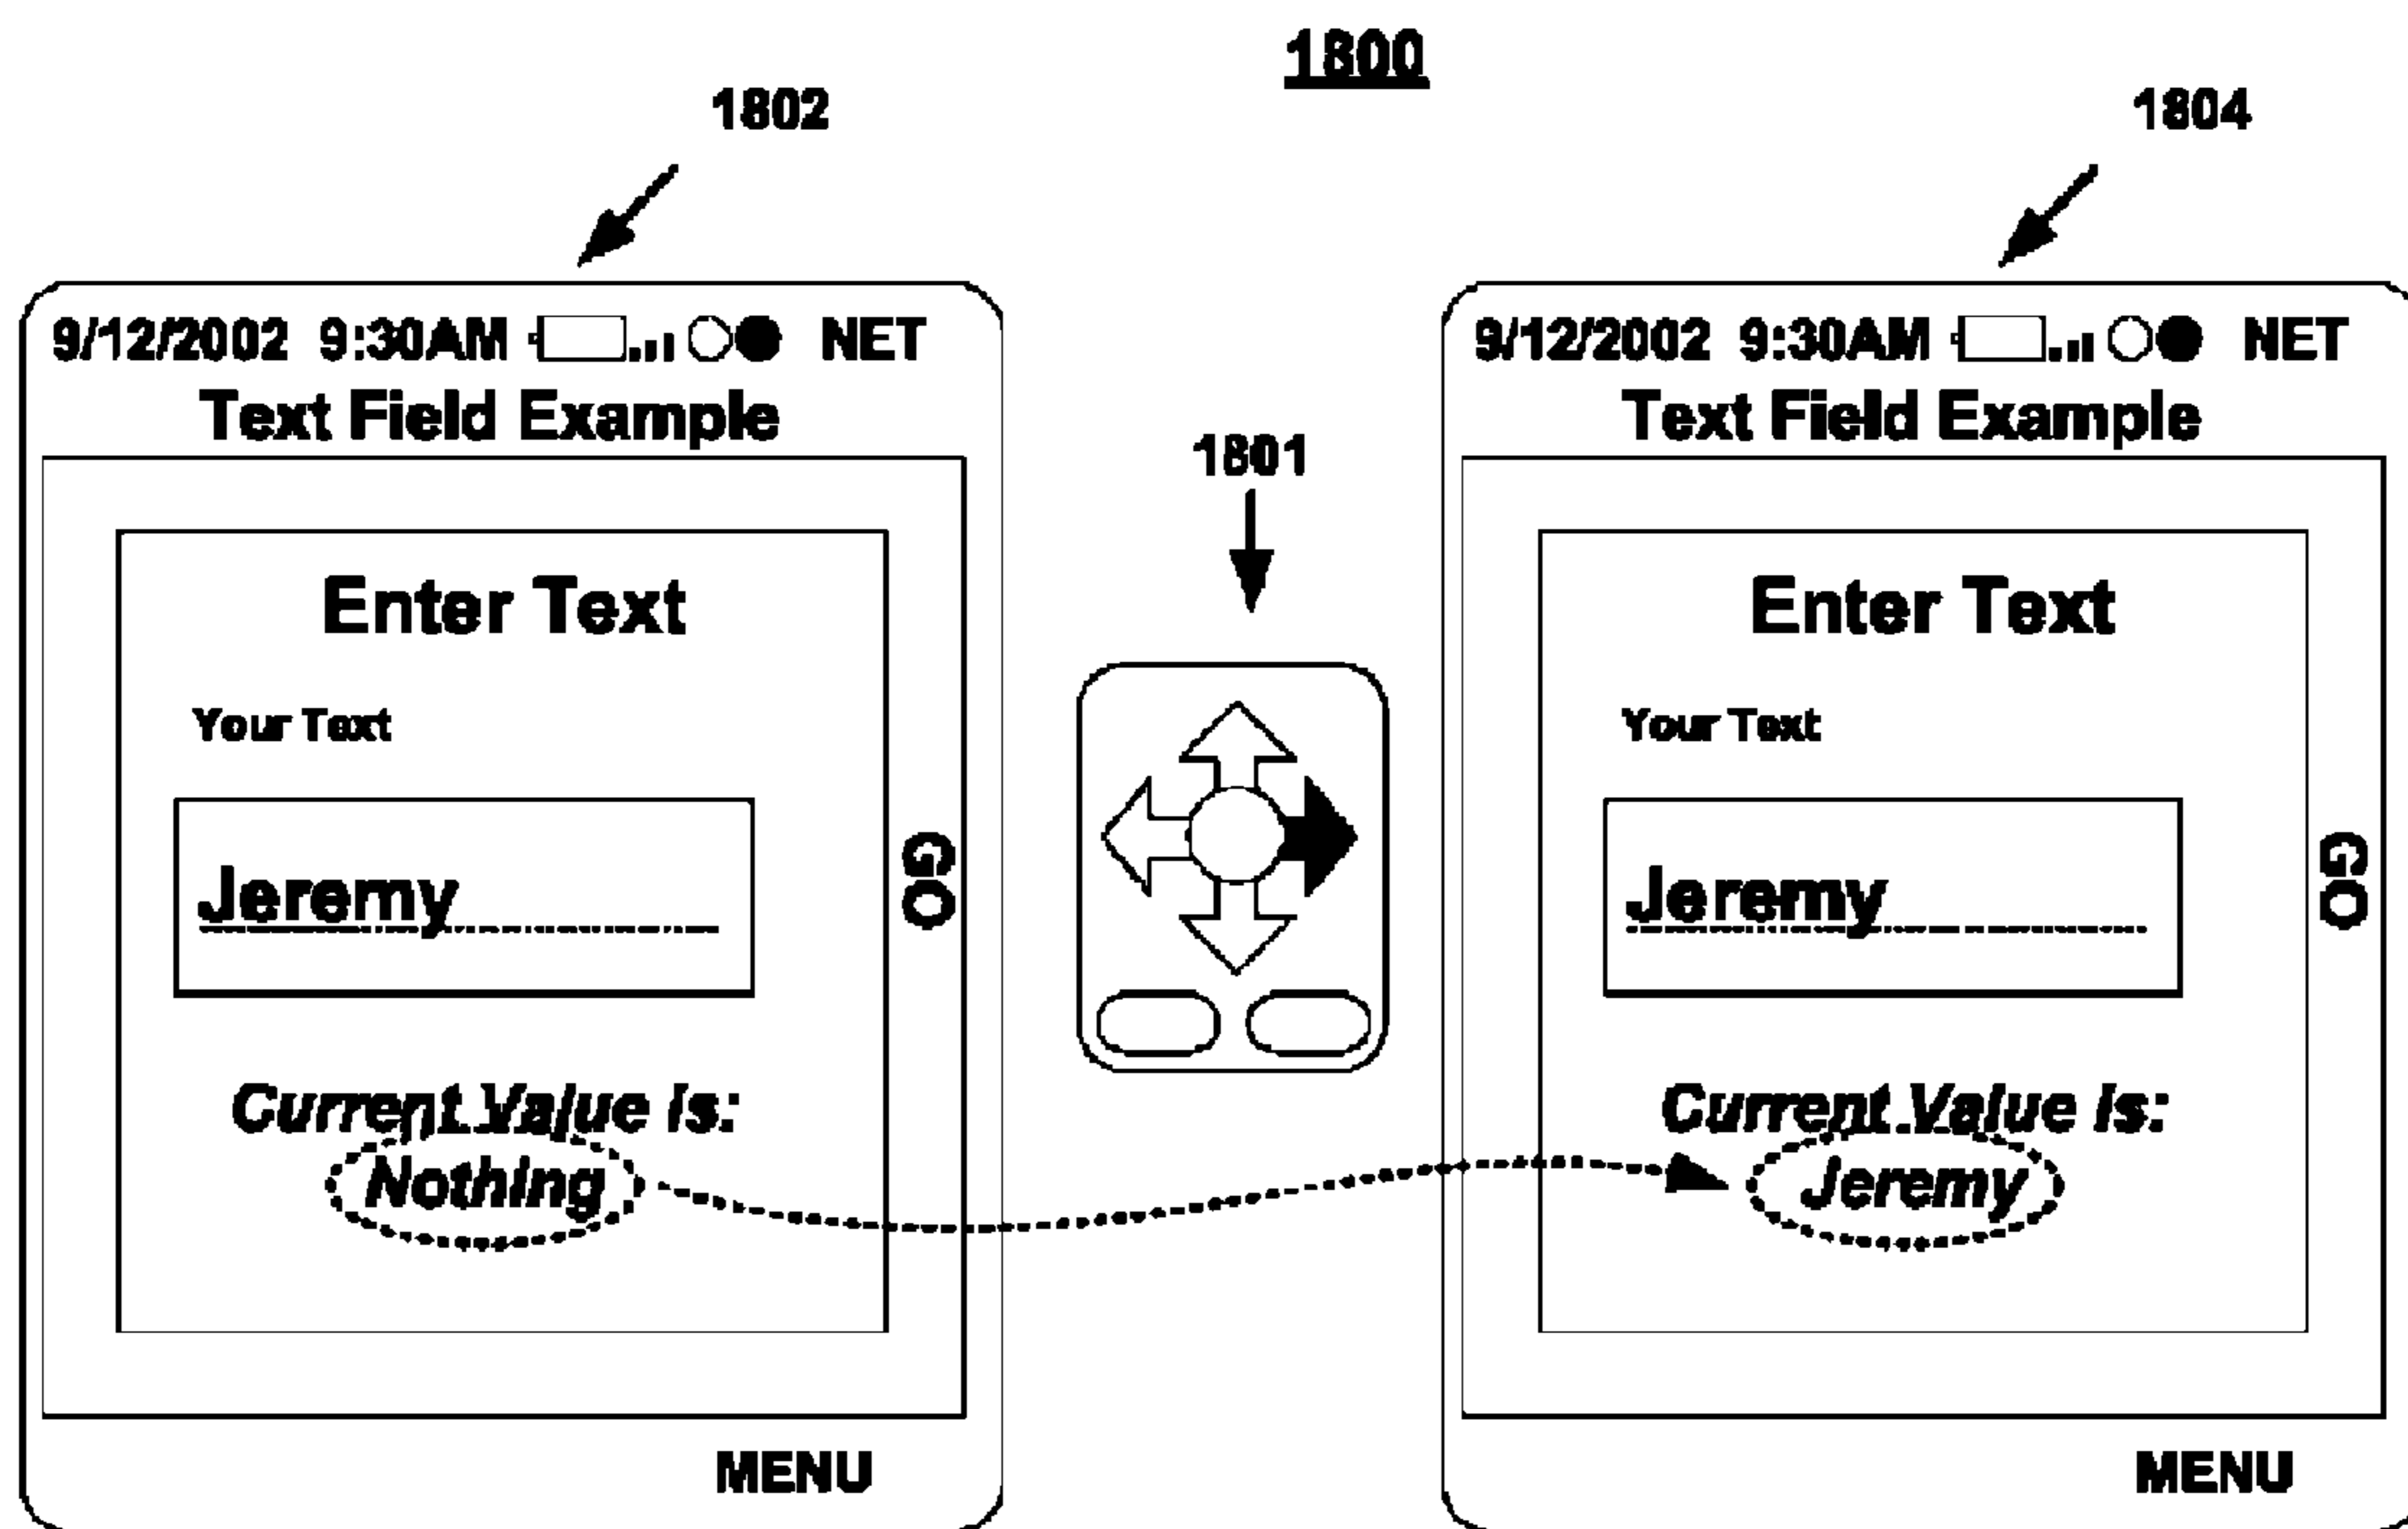 1800
1802
1804
9/12/2002 9:30AM NET
Text Field Example
Enter Text
Your Text
Jeremy
GO
Current Value Is:
Nothing
MENU
1801
9/12/2002 9:30AM NET
Text Field Example
Enter Text
Your Text
Jeremy
GO
Current Value Is:
Jeremy
MENU